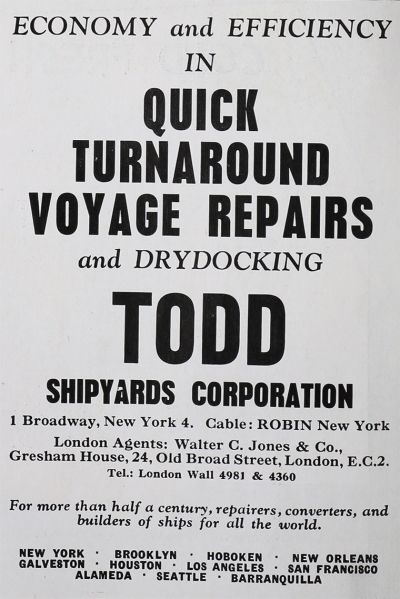 ECONOMY and EFFICIENCY
IN
QUICK
TURNAROUND
VOYAGE REPAIRS
and DRYDOCKING
TODD
SHIPYARDS CORPORATION
1 Broadway, New York 4. Cable: ROBIN New York
London Agents: Walter C. Jones & Co.,
Gresham House, 24, Old Broad Street, London, E.C.2.
Tel.: London Wall 4981 & 4360
For more than half a century, repairers, converters, and
builders of ships for all the world.
NEW YORK · BROOKLYN · HOBOKEN · NEW ORLEANS
GALVESTON · HOUSTON · LOS ANGELES · SAN FRANCISCO
ALAMEDA · SEATTLE · BARRANQUILLA